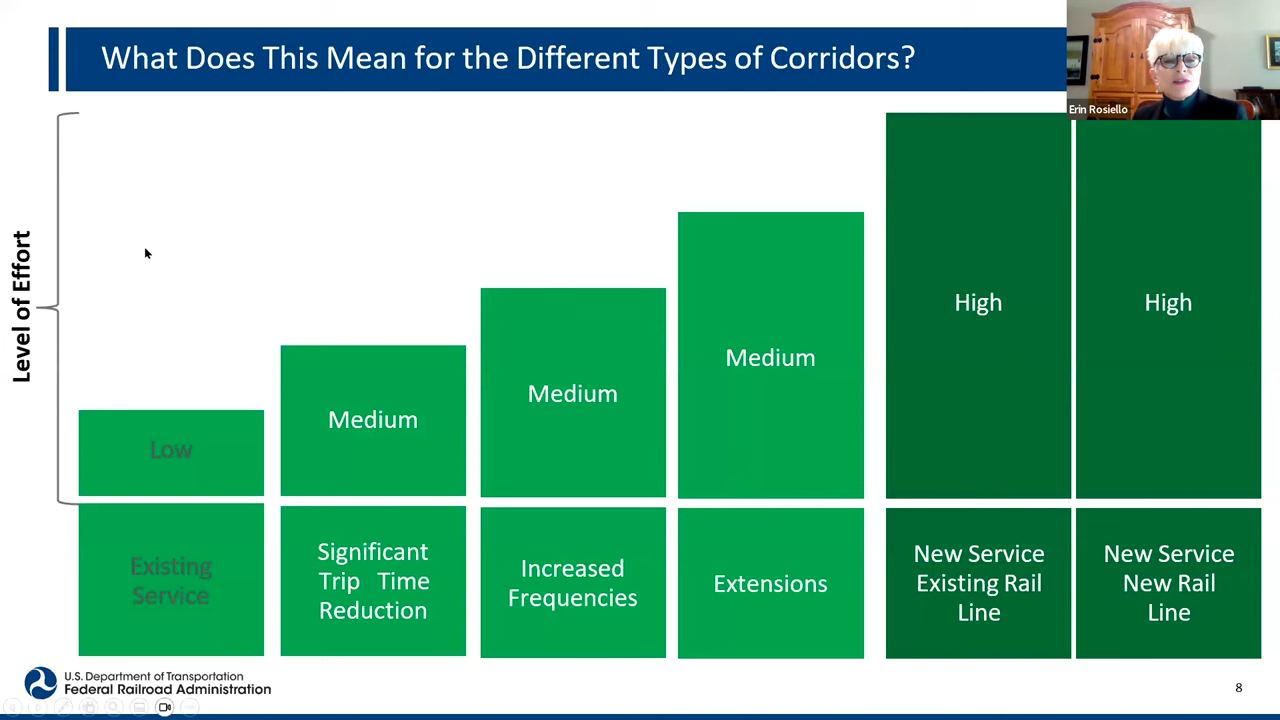 What Does This Mean for the Different Types of Corridors?
Erin Rosiello
Level of Effort
Low
Medium
Medium
Medium
High
High
Existing
Service
Significant
Trip Time
Reduction
Increased
Frequencies
Extensions
New Service
Existing Rail
Line
New Service
New Rail
Line
U.S. Department of Transportation
Federal Railroad Administration
8